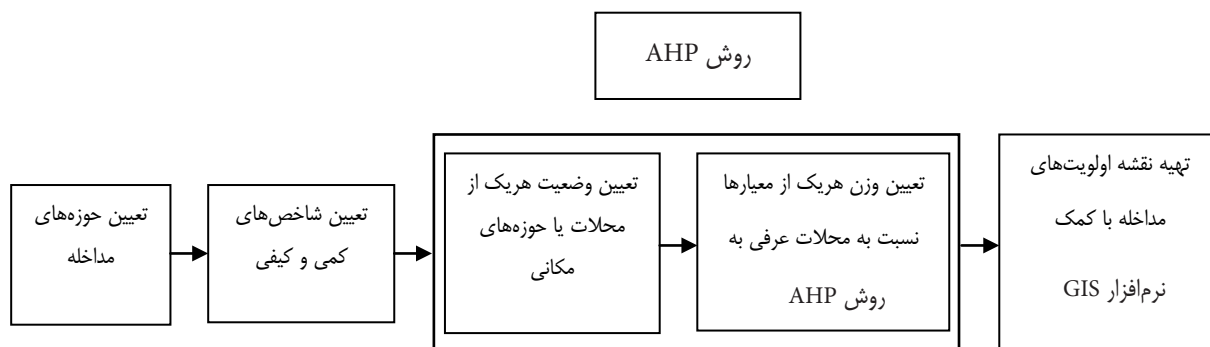 روش AHP
تعیین حوزه‌های
مداخله
تعیین شاخص‌های
کمی و کیفی
تعیین وضعیت هریک از
محلات یا حوزه‌های
مکانی
تعیین وزن هریک از معیارها
نسبت به محلات عرفی به
روش AHP
تهیه نقشه اولویت‌های
مداخله با کمک
نرم‌افزار GIS